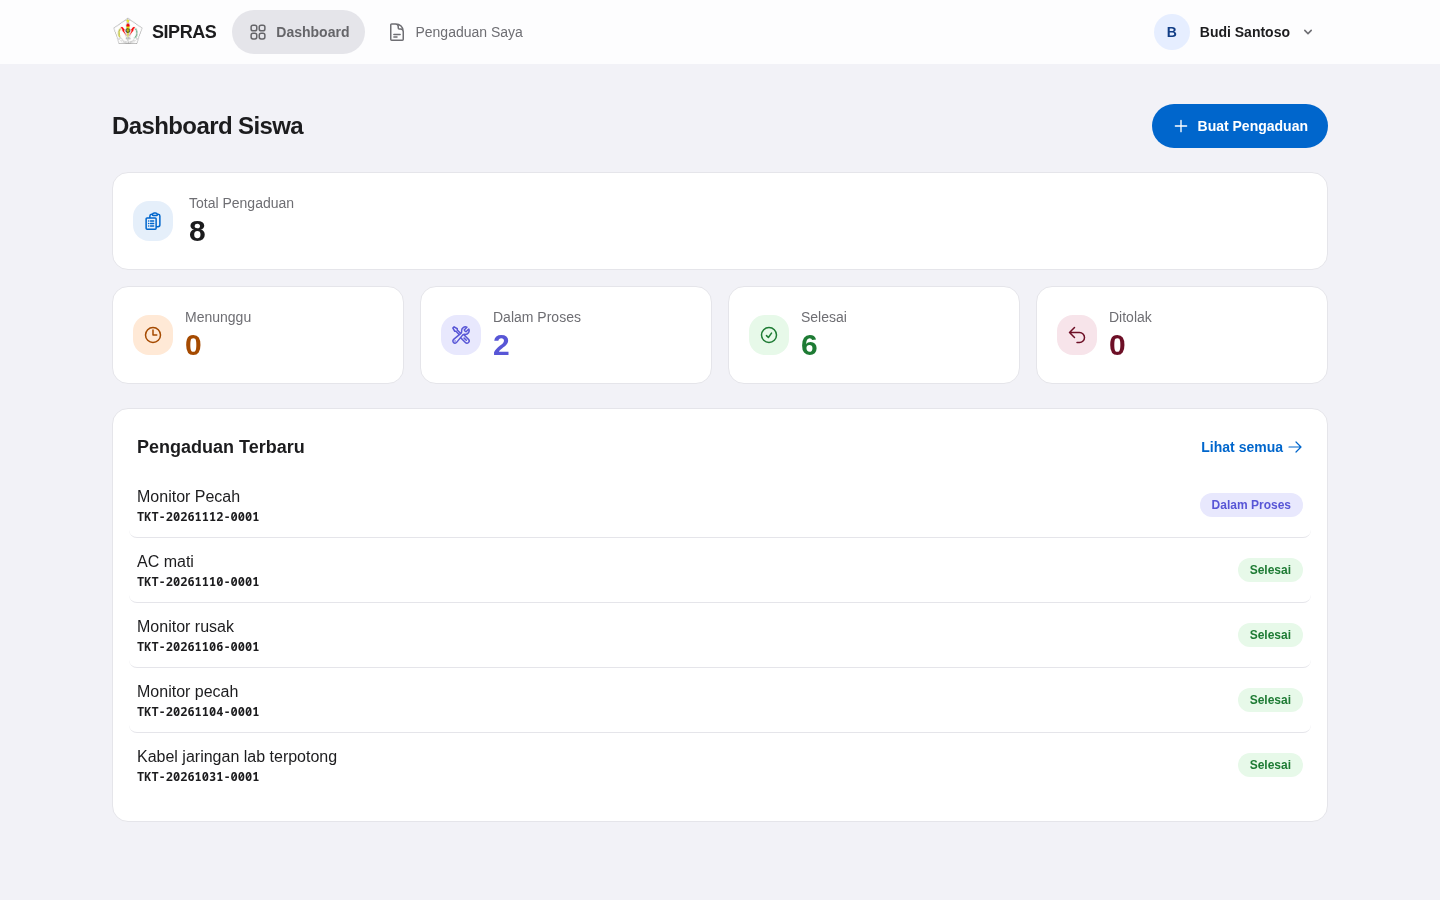 SIPRAS
Dashboard
Pengaduan Saya
B
Budi Santoso
Dashboard Siswa
Buat Pengaduan
Total Pengaduan
8
Menunggu
0
Dalam Proses
2
Selesai
6
Ditolak
0
Pengaduan Terbaru
Lihat semua
Monitor Pecah
TKT-20261112-0001
Dalam Proses
AC mati
TKT-20261110-0001
Selesai
Monitor rusak
TKT-20261106-0001
Selesai
Monitor pecah
TKT-20261104-0001
Selesai
Kabel jaringan lab terpotong
TKT-20261031-0001
Selesai